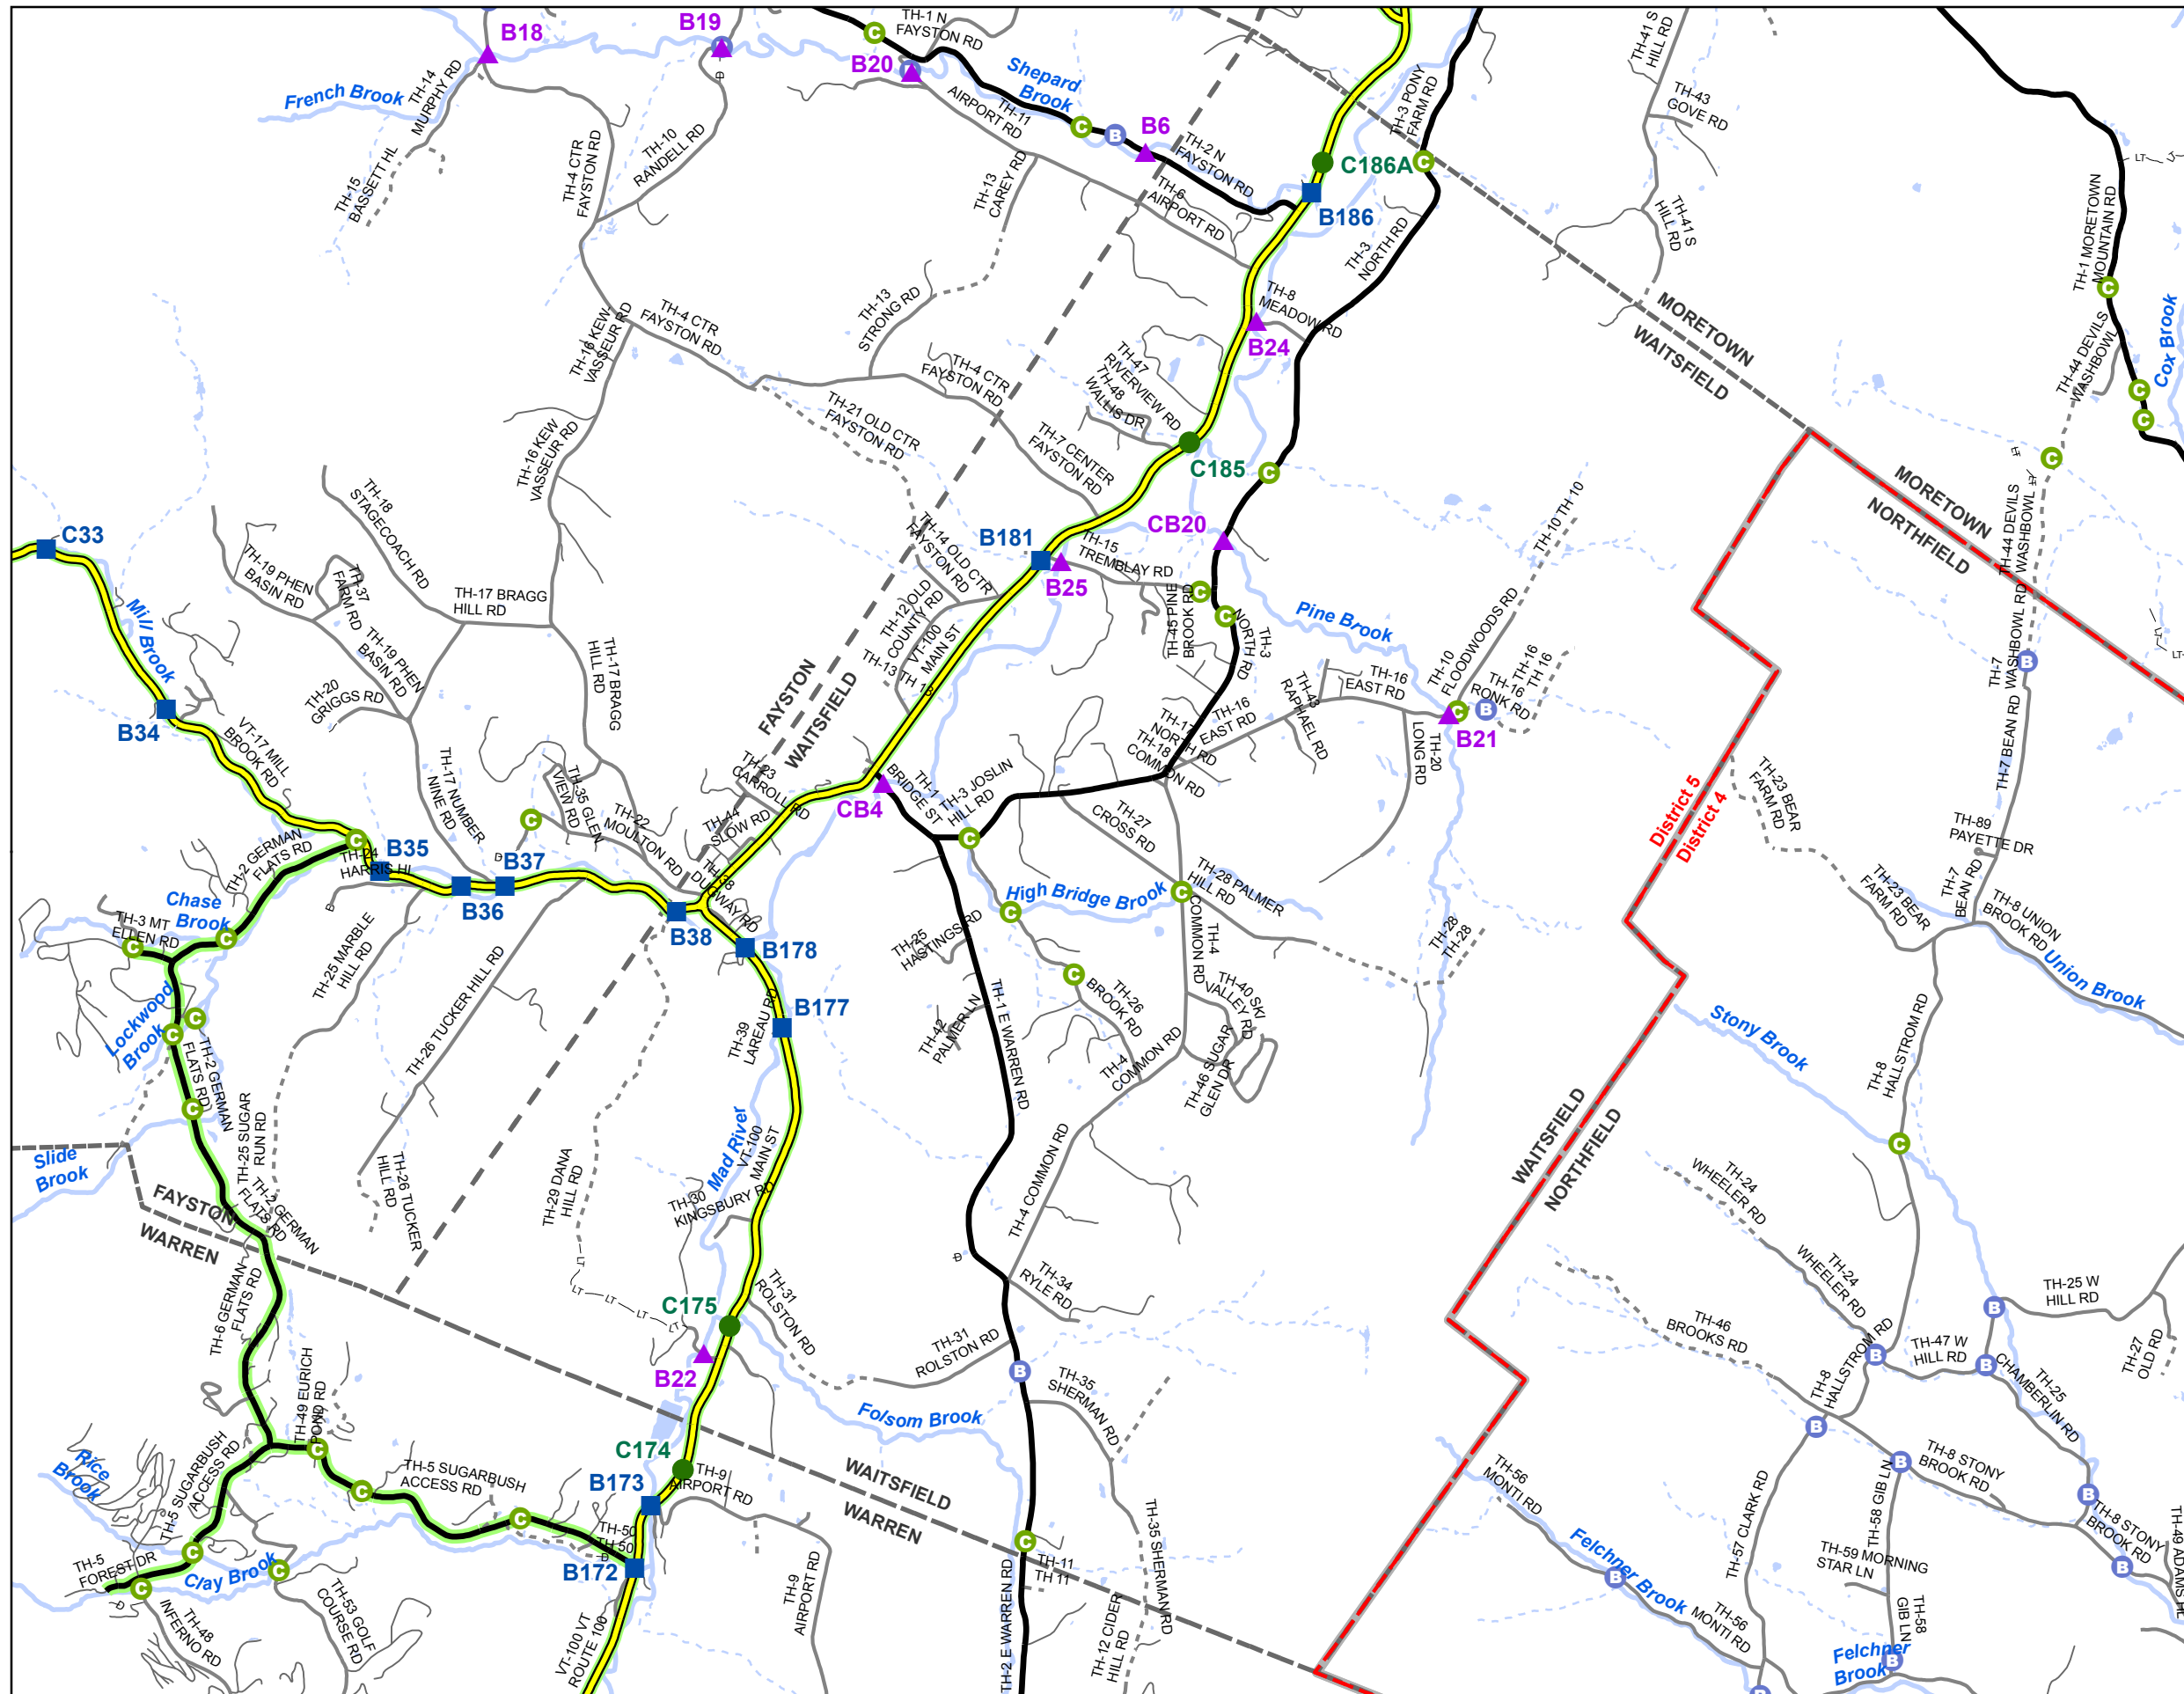 B18
B19
TH-1 N
FAYSTON RD
B20
Shepard
Brook
French Brook
TH-14
MURPHY RD
TH-15
BASSETT HL
TH-4 CTR
FAYSTON RD
TH-10
RANDELL RD
TH-11
AIRPORT RD
B6
TH-2 N
FAYSTON RD
TH-13
CAREY RD
TH-6
AIRPORT RD
C186A
B186
TH-3 PONY
FARM RD
TH-3
NORTH RD
TH-41 S
HILL RD
TH-43
GOVE RD
TH-41 S
HILL RD
TH-1 MORETOWN
MOUNTAIN RD
Cox Brook
TH-44 DEVILS
WASHBOWL
MORETOWN
WAITSFIELD
TH-8
MEADOW RD
B24
TH-13
STRONG RD
TH-4 CTR
FAYSTON RD
TH-16 KEW-
VASSEUR RD
TH-4 CTR
FAYSTON RD
TH-47
RIVERVIEW RD
TH-48
WALLIS DR
TH-21 OLD CTR
FAYSTON RD
TH-7 CENTER
FAYSTON RD
C185
TH-16 KEW
VASSEUR RD
TH-18
STAGECOACH RD
C33
Mill Brook
TH-19 PHEN
BASIN RD
TH-37
FARM RD
TH-17 BRAGG
HILL RD
TH-19 PHEN
BASIN RD
TH-20
GRIGGS RD
TH-17 BRAGG
HILL RD
B34
VT-17 MILL
BROOK RD
TH-17 NUMBER
NINE RD
TH-14 OLD CTR
FAYSTON RD
B181
TH-15
TREMBLAY RD
B25
CB20
TH-12 OLD
COUNTY RD
VT-100
MAIN ST
TH-13 TH 13
TH-45 PINE
BROOK RD
TH-3
NORTH RD
Pine Brook
TH-10 TH 10
TH-10
FLOODWOODS RD
TH-16
EAST RD
TH-16
RONK RD
TH-16
TH 16
B21
TH-43
RAPHAEL RD
TH-20
LONG RD
TH-16
EAST RD
TH-17
NORTH RD
TH-18
COMMON RD
FAYSTON
WAITSFIELD
MORETOWN
NORTHFIELD
TH-44 DEVILS
WASHBOWL
TH-7
WASHBOWL RD
TH-7 BEAN RD
District 5
District 4
TH-23 BEAR
FARM RD
TH-89
PAYETTE DR
TH-7
BEAN RD
TH-23 BEAR
FARM RD
TH-8 UNION
BROOK RD
Union Brook
TH-23
CARROLL RD
TH-44
SLOW RD
CB4
TH-1
BRIDGE ST
TH-3 JOSLIN
HILL RD
TH-27
CROSS RD
TH-35 GLEN
VIEW RD
TH-22
MOULTON RD
TH-38
DUGWAY RD
TH-2 GERMAN
FLATS RD
TH-24
HARRIS HL
B35
B36
B37
B38
B178
B177
High Bridge Brook
TH-28 PALMER
HILL RD
TH-28
TH-28
TH-4
COMMON RD
TH-25
HASTINGS RD
TH-26
BROOK RD
TH-40 SKI
VALLEY RD
TH-46 SUGAR
GLEN DR
TH-4
COMMON RD
TH-42
PALMER LN
TH-1 E WARREN RD
Chase
Brook
TH-3 MT
ELLEN RD
Lockwood
Brook
TH-2 GERMAN
FLATS RD
TH-25 MARBLE
HILL RD
TH-26 TUCKER HILL RD
TH-39
LAREAU RD
Mad River
VT-100
MAIN ST
TH-30
KINGSBURY RD
TH-29 DANA
HILL RD
TH-26 TUCKER
HILL RD
TH-25 SUGAR
RUN RD
TH-2 GERMAN
FLATS RD
Slide
Brook
FAYSTON
WARREN
TH-6 GERMAN
FLATS RD
TH-4 COMMON RD
TH-34
RYLE RD
TH-31
ROLSTON RD
TH-31
ROLSTON RD
C175
B22
Folsom Brook
TH-35
SHERMAN RD
TH-35 SHERMAN RD
C174
B173
TH-9
AIRPORT RD
WAITSFIELD
WARREN
TH-49 EURICH
POND RD
TH-5 SUGARBUSH
ACCESS RD
TH-5 SUGARBUSH
ACCESS RD
Rice
Brook
TH-5
FOREST DR
Clay Brook
TH-48
INFERNO RD
TH-53 GOLF
COURSE RD
TH-50
TH 50
B172
VT-100 VT
ROUTE 100
TH-9
AIRPORT RD
TH-2 E WARREN RD
TH-11
TH 11
TH-12 CIDER
HILL RD
Stony Brook
TH-8
HALLSTROM RD
WAITSFIELD
NORTHFIELD
TH-24
WHEELER RD
TH-24
WHEELER RD
TH-46
BROOKS RD
TH-8
HALLSTROM RD
TH-47 W
HILL RD
TH-25 W
HILL RD
TH-27
OLD RD
TH-25
CHAMBERLIN RD
TH-8 STONY
BROOK RD
TH-8 STONY
BROOK RD
TH-49 ADAMS HL
TH-56
MONTI RD
Felchner Brook
TH-57 CLARK RD
TH-58 GIB LN
TH-59 MORNING
STAR LN
TH-56
MONTI RD
TH-58
GIB LN
Felchner
Brook